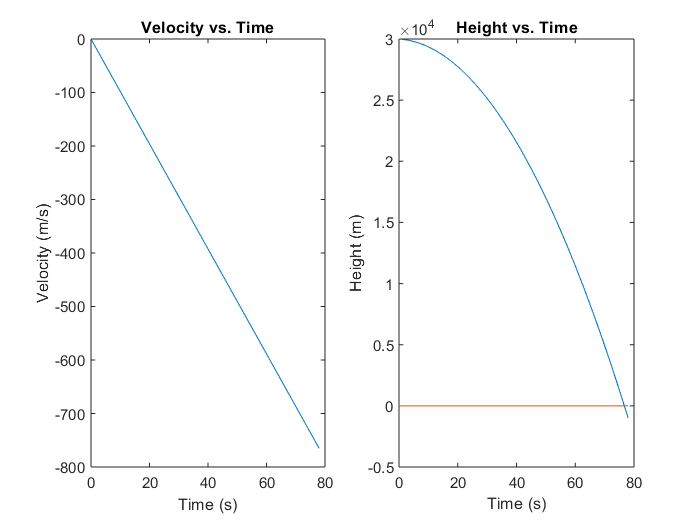 Velocity vs. Time
0
-100
-200
-300
-400
-500
-600
-700
-800
Velocity (m/s)
0 20 40 60 80
Time (s)
×10⁴ Height vs. Time
3
2.5
2
1.5
1
0.5
0
-0.5
Height (m)
0 20 40 60 80
Time (s)